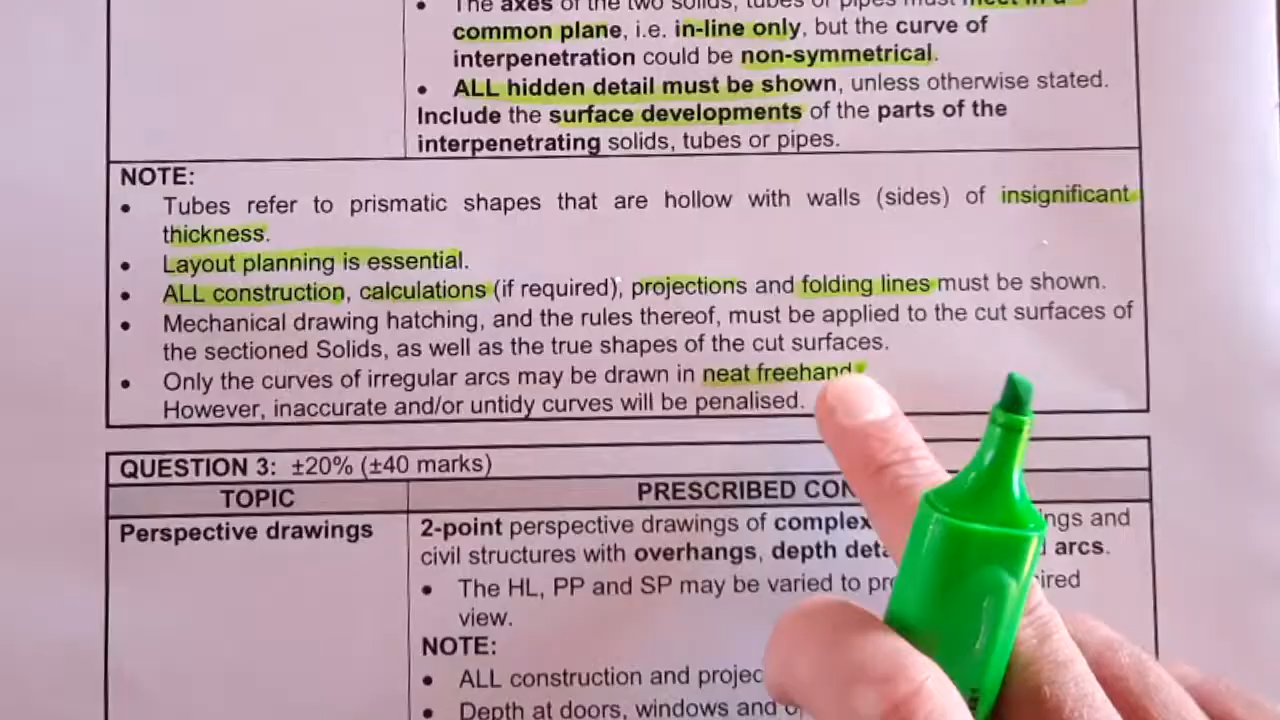 • The axes of the two solids, tubes or pipes must meet in a
common plane, i.e. in-line only, but the curve of
interpenetration could be non-symmetrical.
• ALL hidden detail must be shown, unless otherwise stated.
Include the surface developments of the parts of the
interpenetrating solids, tubes or pipes.
NOTE:
• Tubes refer to prismatic shapes that are hollow with walls (sides) of insignificant
thickness.
• Layout planning is essential.
• ALL construction, calculations (if required), projections and folding lines must be shown.
• Mechanical drawing hatching, and the rules thereof, must be applied to the cut surfaces of
the sectioned Solids, as well as the true shapes of the cut surfaces.
• Only the curves of irregular arcs may be drawn in neat freehand.
However, inaccurate and/or untidy curves will be penalised.
QUESTION 3: ±20% (±40 marks)
TOPIC PRESCRIBED CON
Perspective drawings 2-point perspective drawings of complex ngs and
civil structures with overhangs, depth deta arcs.
• The HL, PP and SP may be varied to pr ired
view.
NOTE:
• ALL construction and projec
• Depth at doors, windows and